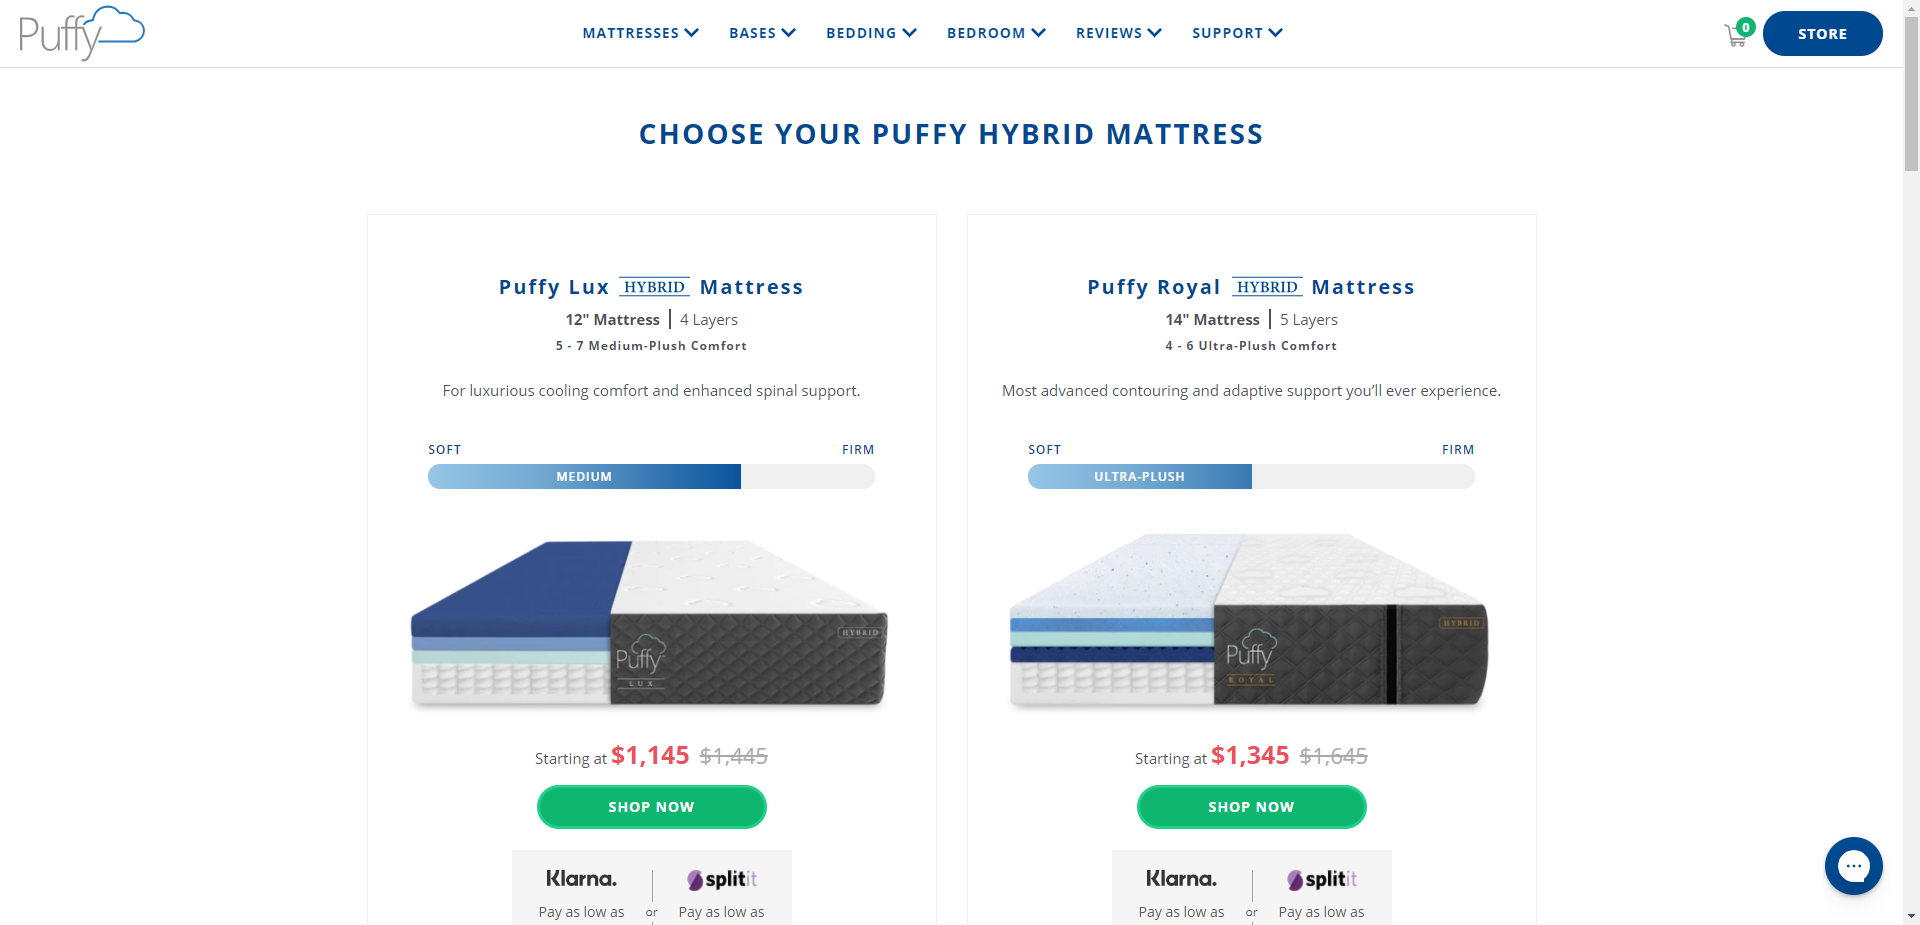 Puffy
MATTRESSES
BASES
BEDDING
BEDROOM
REVIEWS
SUPPORT
0
STORE
CHOOSE YOUR PUFFY HYBRID MATTRESS
Puffy Lux HYBRID Mattress
12" Mattress | 4 Layers
5 - 7 Medium-Plush Comfort
For luxurious cooling comfort and enhanced spinal support.
SOFT
FIRM
MEDIUM
HYBRID
Puffy
LUX
Starting at $1,145 $1,445
SHOP NOW
Klarna.
splitit
Pay as low as
or
Pay as low as
Puffy Royal HYBRID Mattress
14" Mattress | 5 Layers
4 - 6 Ultra-Plush Comfort
Most advanced contouring and adaptive support you’ll ever experience.
SOFT
FIRM
ULTRA-PLUSH
HYBRID
Puffy
ROYAL
Starting at $1,345 $1,645
SHOP NOW
Klarna.
splitit
Pay as low as
or
Pay as low as